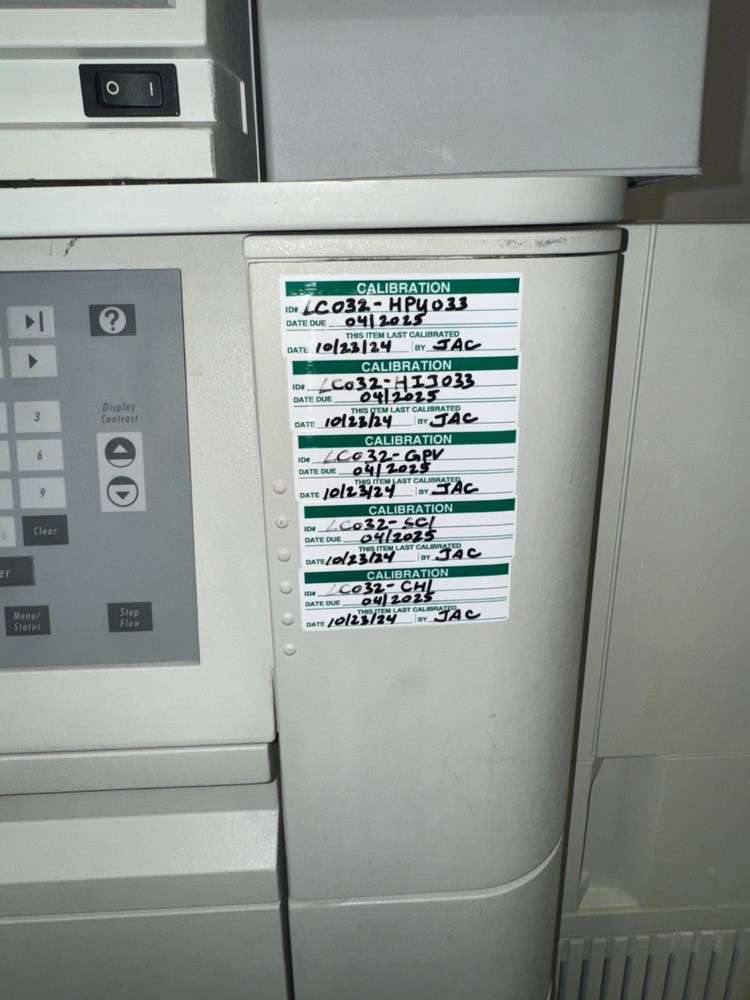 O I
?
Display
Contrast
3
6
9
Clear
er
Menu/
Status
Stop
Flow
CALIBRATION
ID# LC032-HPU033
DATE DUE 04/2025
THIS ITEM LAST CALIBRATED
DATE 10/23/24 BY JAC
CALIBRATION
ID# LC032-HIJ033
DATE DUE 04/2025
THIS ITEM LAST CALIBRATED
DATE 10/23/24 BY JAC
CALIBRATION
ID# LC032-GPV
DATE DUE 04/2025
THIS ITEM LAST CALIBRATED
DATE 10/23/24 BY JAC
CALIBRATION
ID# LC032-SC1
DATE DUE 04/2025
THIS ITEM LAST CALIBRATED
DATE 10/23/24 BY JAC
CALIBRATION
ID# LC032-CH1
DATE DUE 04/2025
THIS ITEM LAST CALIBRATED
DATE 10/23/24 BY JAC